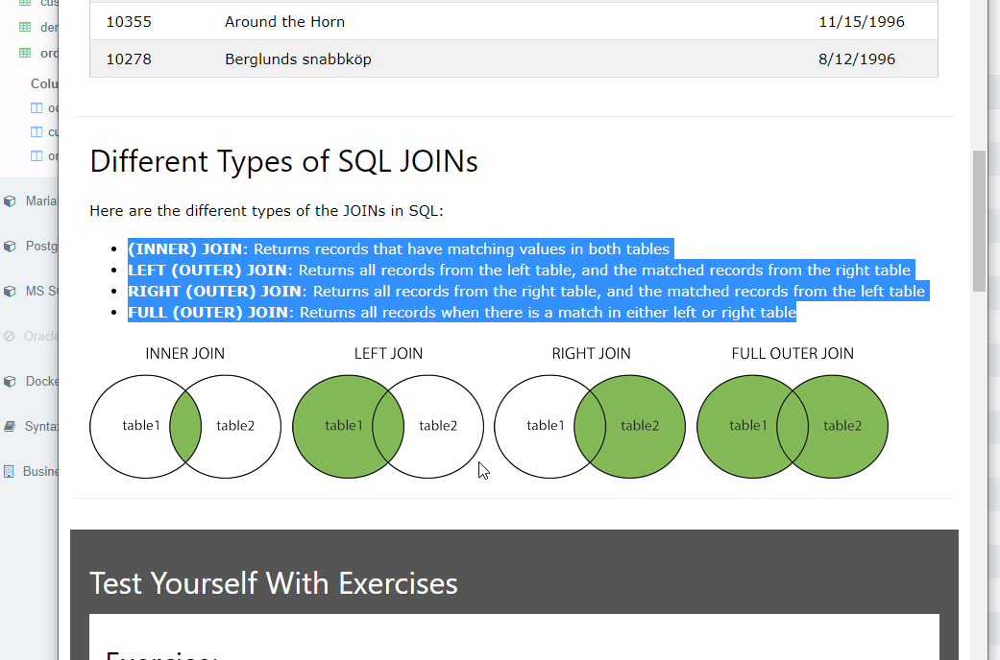 10355 Around the Horn 11/15/1996
10278 Berglunds snabbköp 8/12/1996
Different Types of SQL JOINs
Here are the different types of the JOINs in SQL:
(INNER) JOIN: Returns records that have matching values in both tables
LEFT (OUTER) JOIN: Returns all records from the left table, and the matched records from the right table
RIGHT (OUTER) JOIN: Returns all records from the right table, and the matched records from the left table
FULL (OUTER) JOIN: Returns all records when there is a match in either left or right table
INNER JOIN LEFT JOIN RIGHT JOIN FULL OUTER JOIN
table1 table2 table1 table2 table1 table2 table1 table2
Test Yourself With Exercises
Exercise:
cus
der
ord
Colu
cu
Maria
Postg
MS S
Oracle
Docke
Synta
Busine